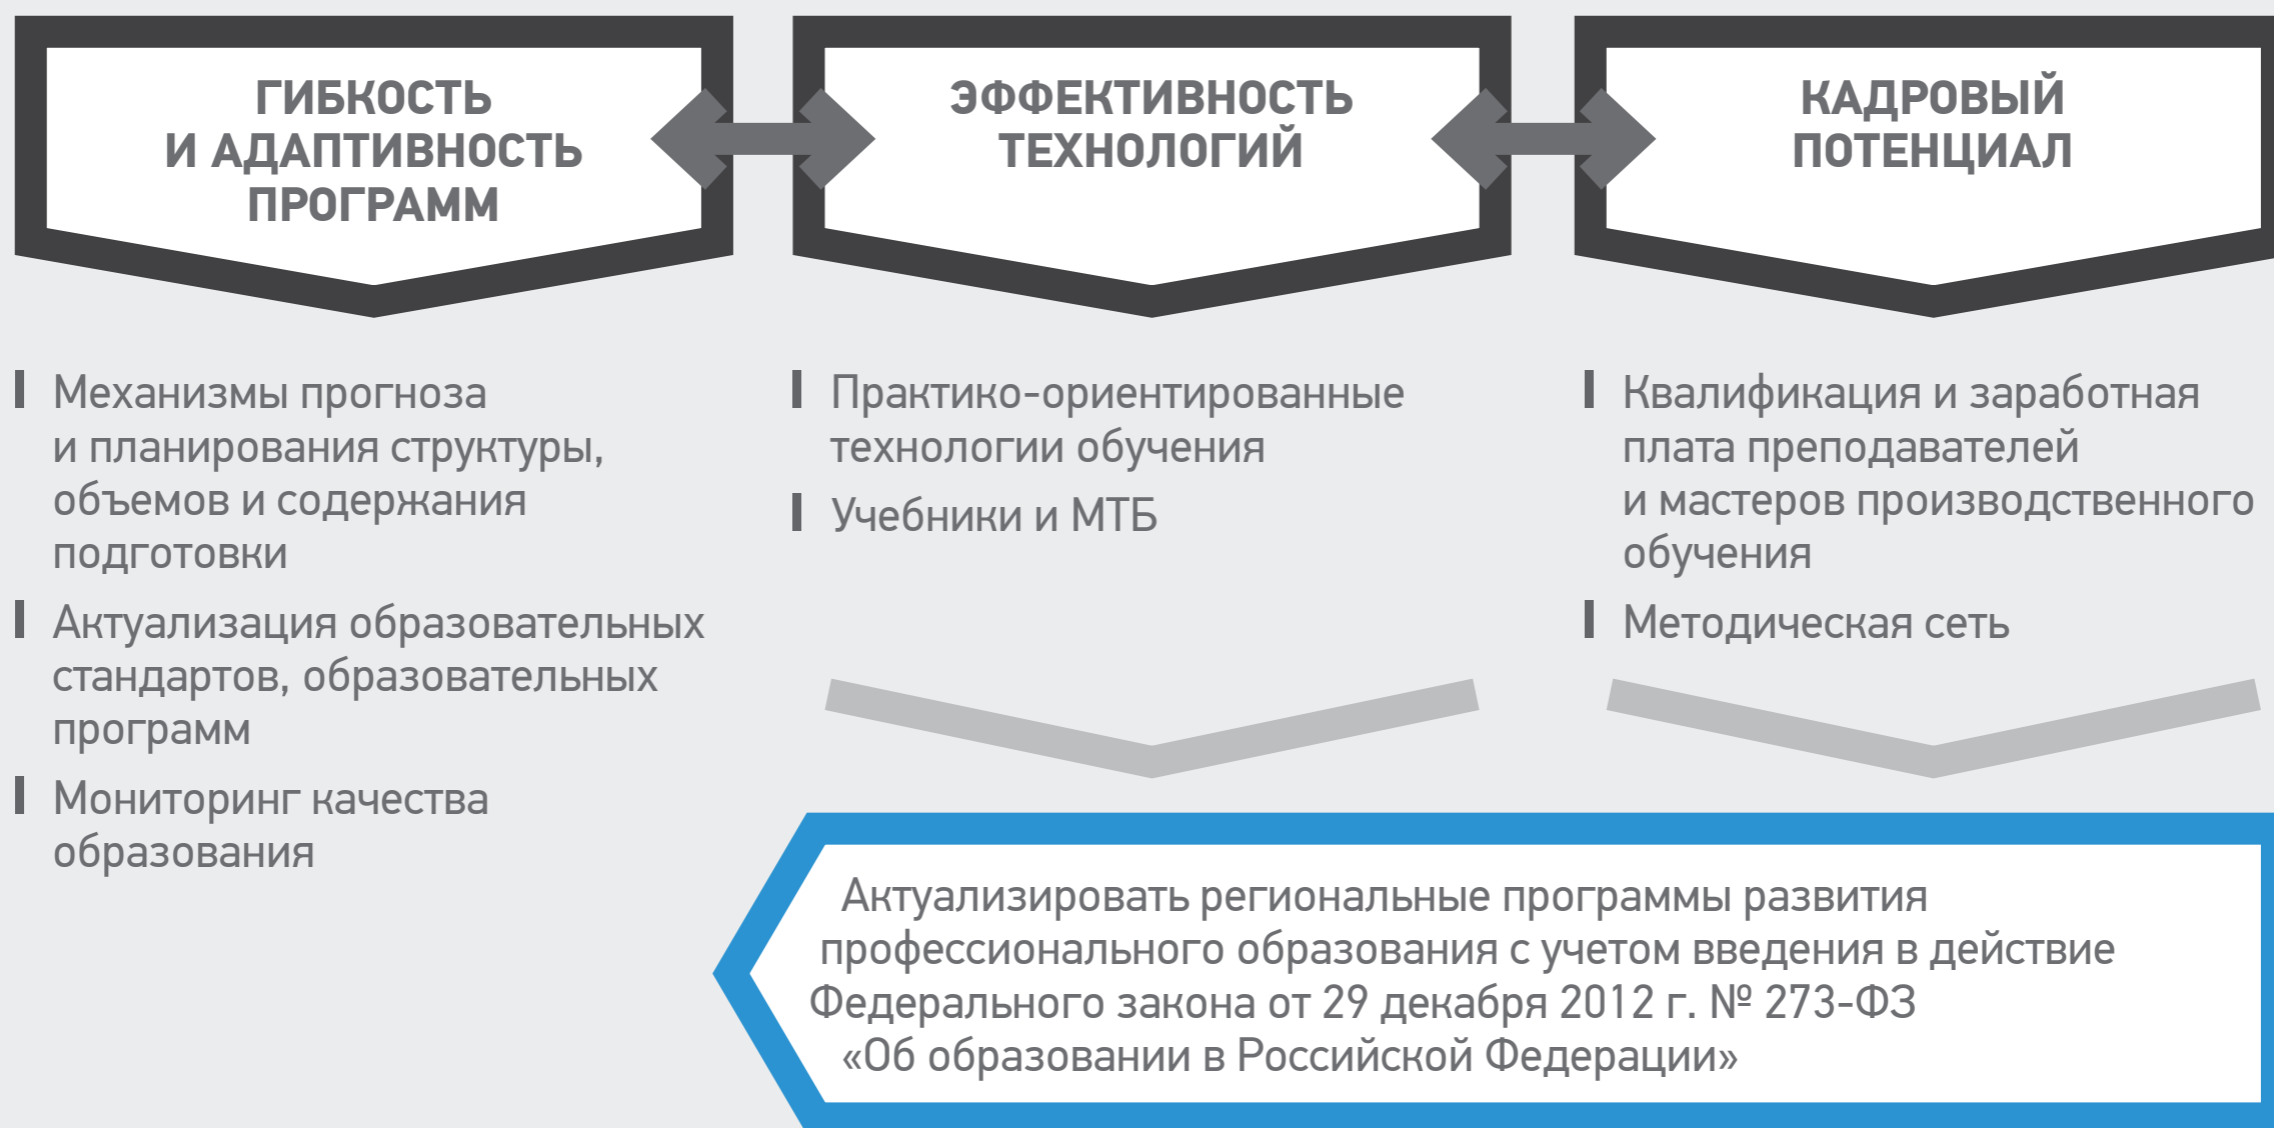 ГИБКОСТЬ
И АДАПТИВНОСТЬ
ПРОГРАММ
Механизмы прогноза
и планирования структуры,
объемов и содержания
подготовки
Актуализация образовательных
стандартов, образовательных
программ
Мониторинг качества
образования
ЭФФЕКТИВНОСТЬ
ТЕХНОЛОГИЙ
Практико-ориентированные
технологии обучения
Учебники и МТБ
КАДРОВЫЙ
ПОТЕНЦИАЛ
Квалификация и заработная
плата преподавателей
и мастеров производственного
обучения
Методическая сеть
Актуализировать региональные программы развития
профессионального образования с учетом введения в действие
Федерального закона от 29 декабря 2012 г. № 273-ФЗ
«Об образовании в Российской Федерации»